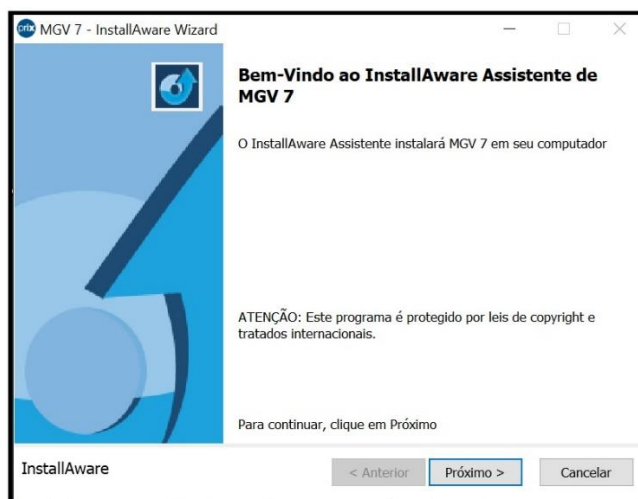 prix MGV 7 - InstallAware Wizard
Bem-Vindo ao InstallAware Assistente de
MGV 7
O InstallAware Assistente instalará MGV 7 em seu computador
ATENÇÃO: Este programa é protegido por leis de copyright e
tratados internacionais.
Para continuar, clique em Próximo
InstallAware
< Anterior
Próximo >
Cancelar